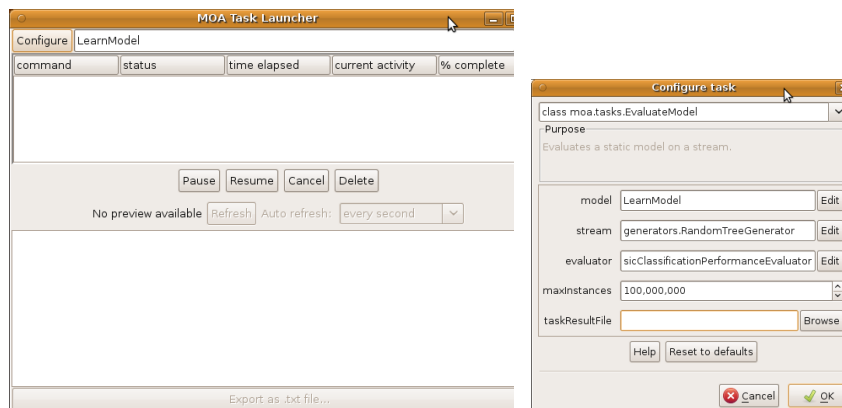 MOA Task Launcher
Configure LearnModel
command status time elapsed current activity % complete
Pause Resume Cancel Delete
No preview available Refresh Auto refresh: every second
Export as .txt file...
Configure task
class moa.tasks.EvaluateModel
Purpose
Evaluates a static model on a stream.
model LearnModel Edit
stream generators.RandomTreeGenerator Edit
evaluator sicClassificationPerformanceEvaluator Edit
maxInstances 100,000,000
taskResultFile Browse
Help Reset to defaults
Cancel OK